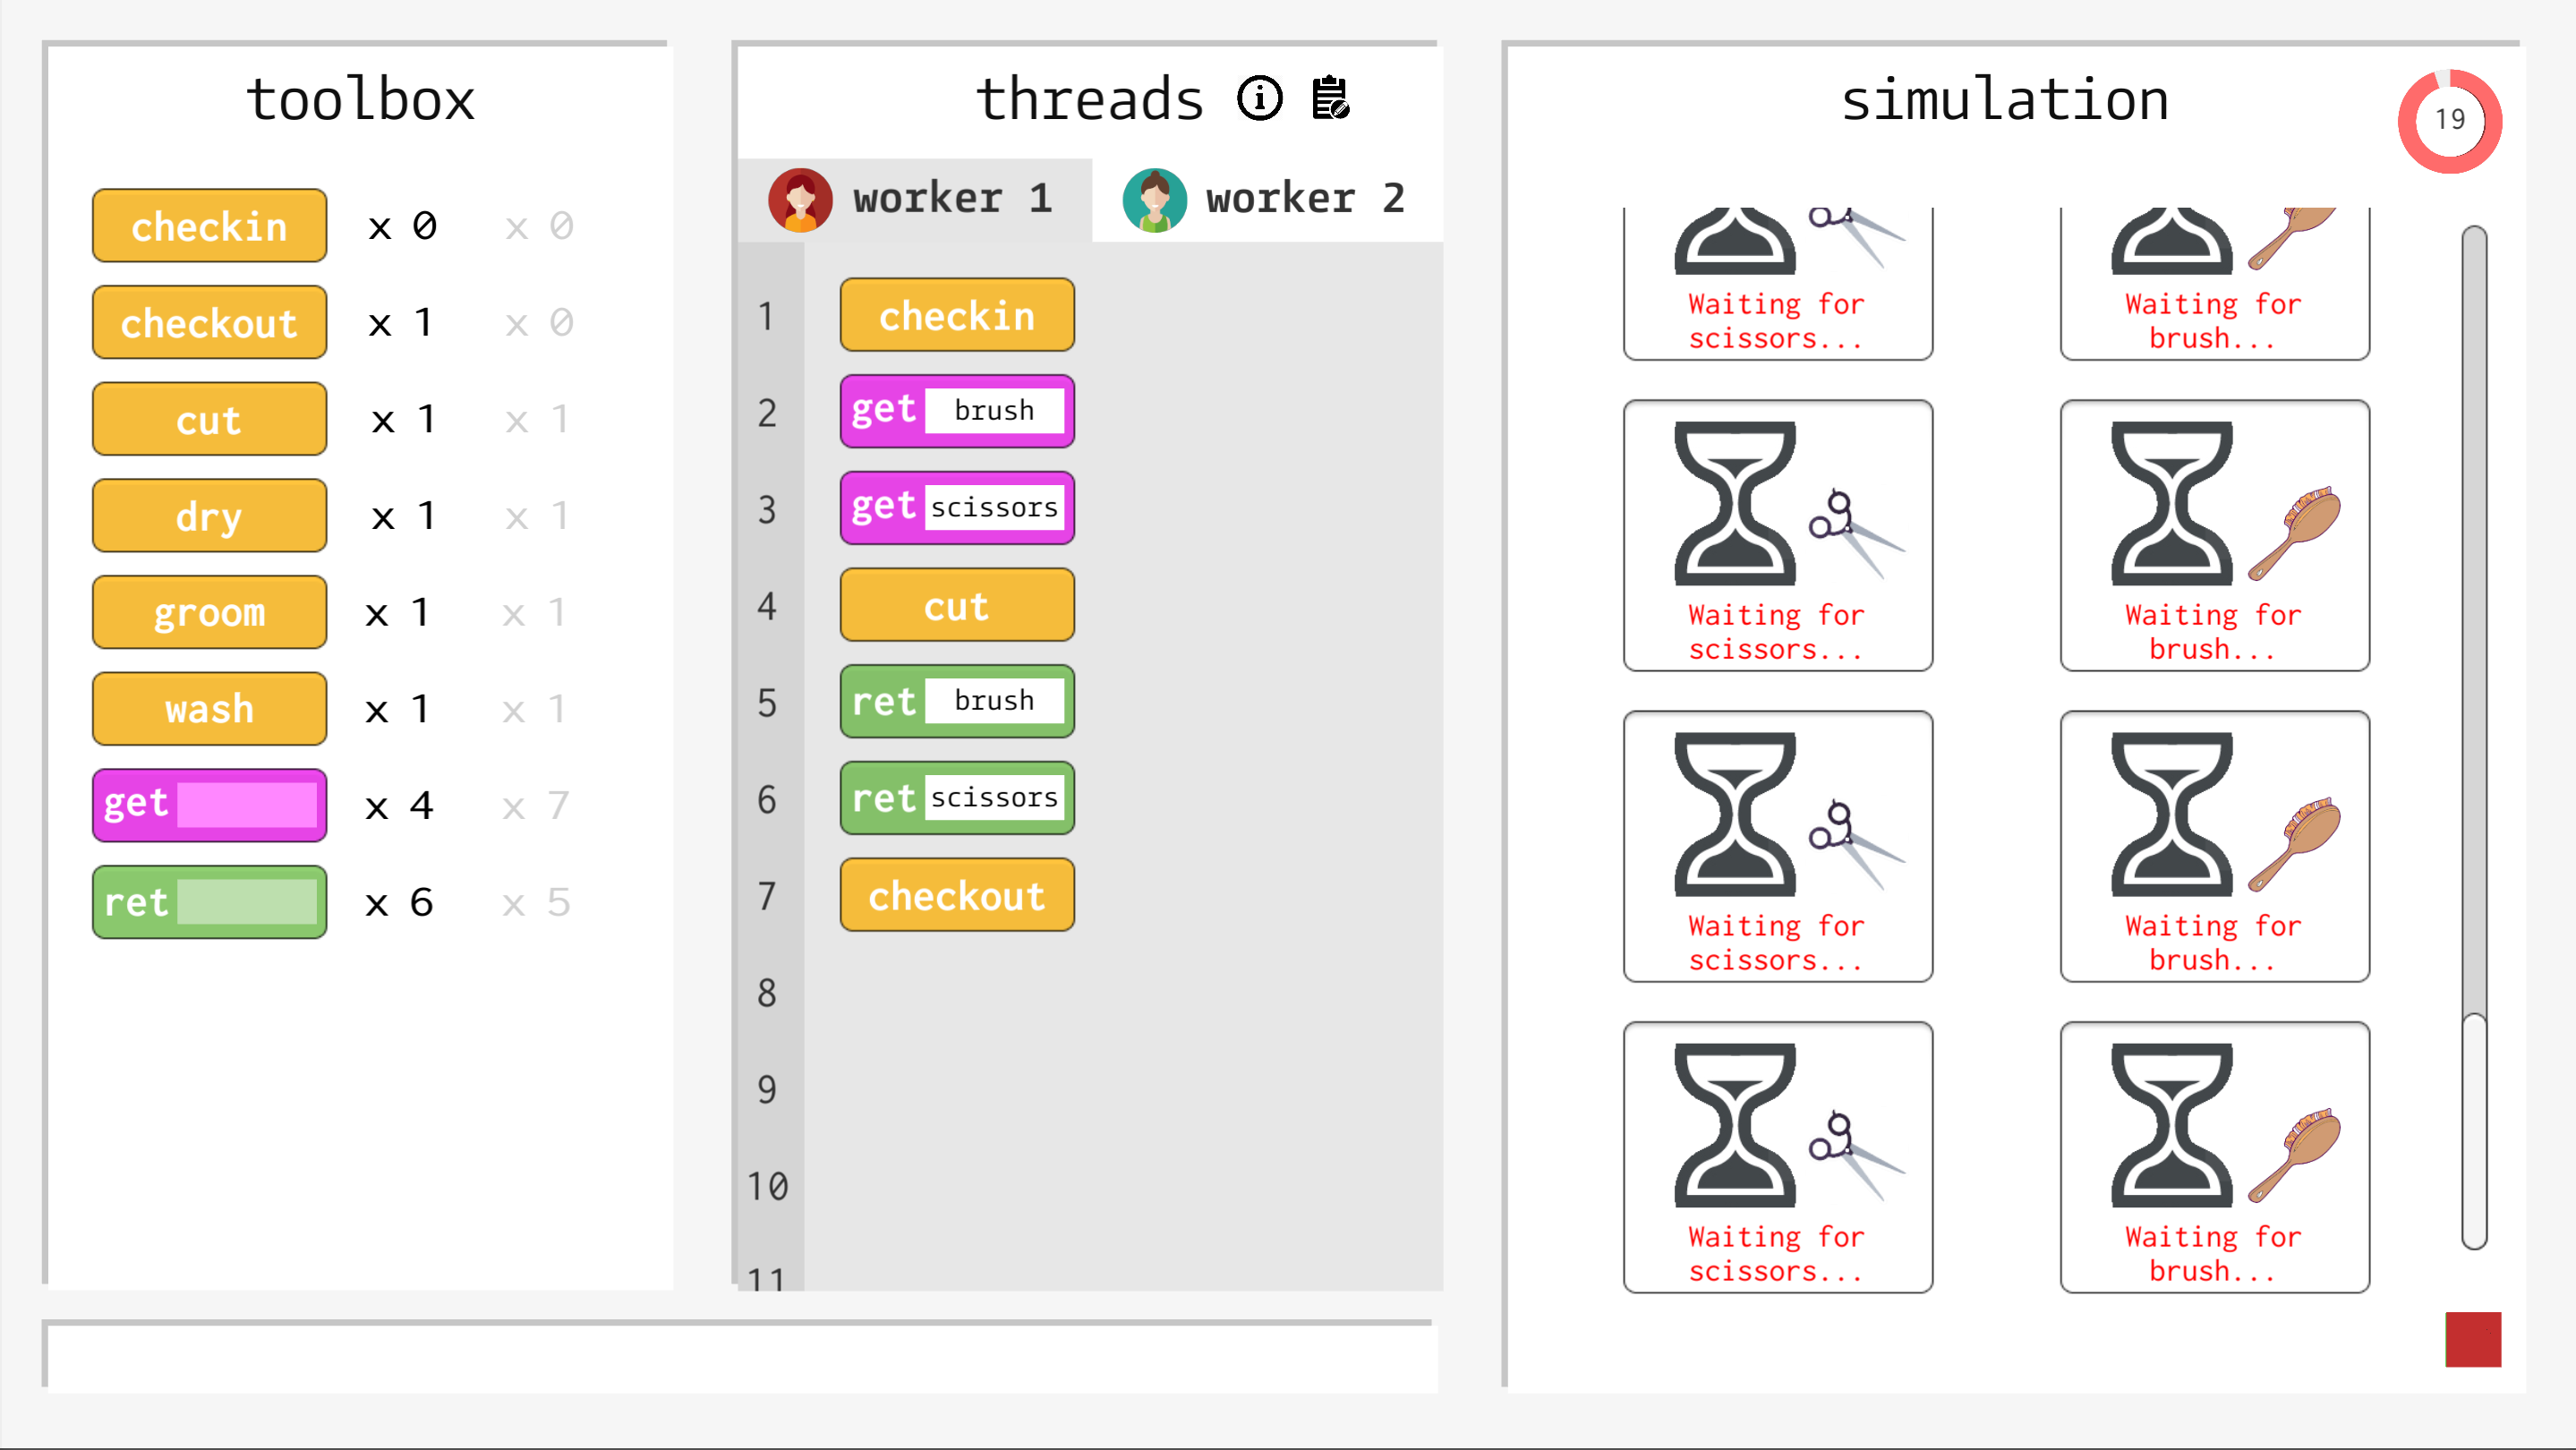 toolbox
checkin x 0 x 0
checkout x 1 x 0
cut x 1 x 1
dry x 1 x 1
groom x 1 x 1
wash x 1 x 1
get x 4 x 7
ret x 6 x 5
threads
worker 1
worker 2
1 checkin
2 get brush
3 get scissors
4 cut
5 ret brush
6 ret scissors
7 checkout
8
9
10
11
simulation
19
Waiting for
scissors...
Waiting for
brush...
Waiting for
scissors...
Waiting for
brush...
Waiting for
scissors...
Waiting for
brush...
Waiting for
scissors...
Waiting for
brush...